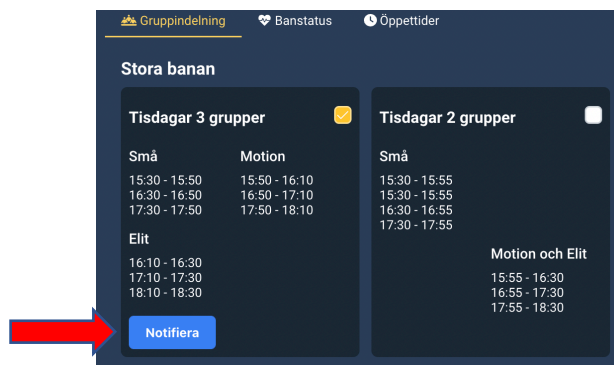 Gruppindelning Banstatus Öppettider
Stora banan
Tisdagar 3 grupper
Små
15:30 - 15:50
16:30 - 16:50
17:30 - 17:50
Motion
15:50 - 16:10
16:50 - 17:10
17:50 - 18:10
Elit
16:10 - 16:30
17:10 - 17:30
18:10 - 18:30
Notifiera
Tisdagar 2 grupper
Små
15:30 - 15:55
15:30 - 15:55
16:30 - 16:55
17:30 - 17:55
Motion och Elit
15:55 - 16:30
16:55 - 17:30
17:55 - 18:30